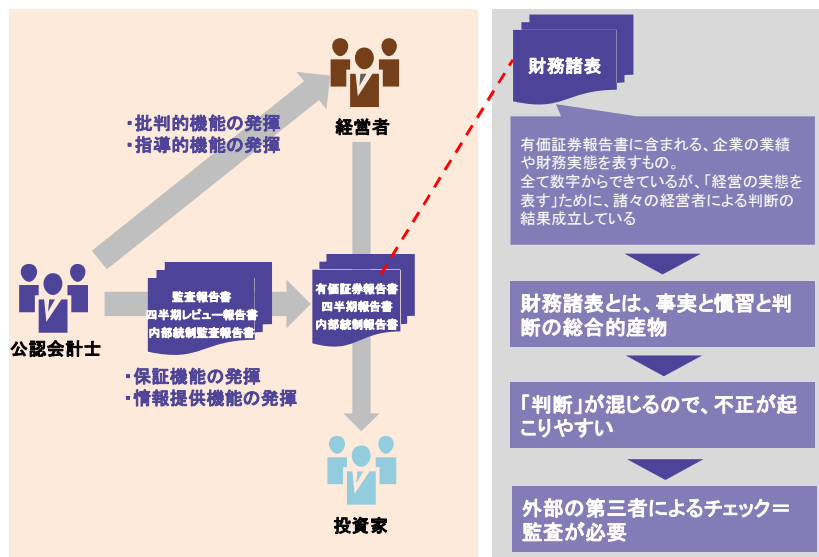 ・批判的機能の発揮
・指導的機能の発揮
経営者
公認会計士
監査報告書
四半期レビュー報告書
内部統制監査報告書
有価証券報告書
四半期報告書
内部統制報告書
・保証機能の発揮
・情報提供機能の発揮
投資家
財務諸表
有価証券報告書に含まれる、企業の業績
や財務実態を表すもの。
全て数字からできているが、「経営の実態を
表す」ために、諸々の経営者による判断の
結果成立している
財務諸表とは、事実と慣習と判
断の総合的産物
「判断」が混じるので、不正が起
こりやすい
外部の第三者によるチェック＝
監査が必要